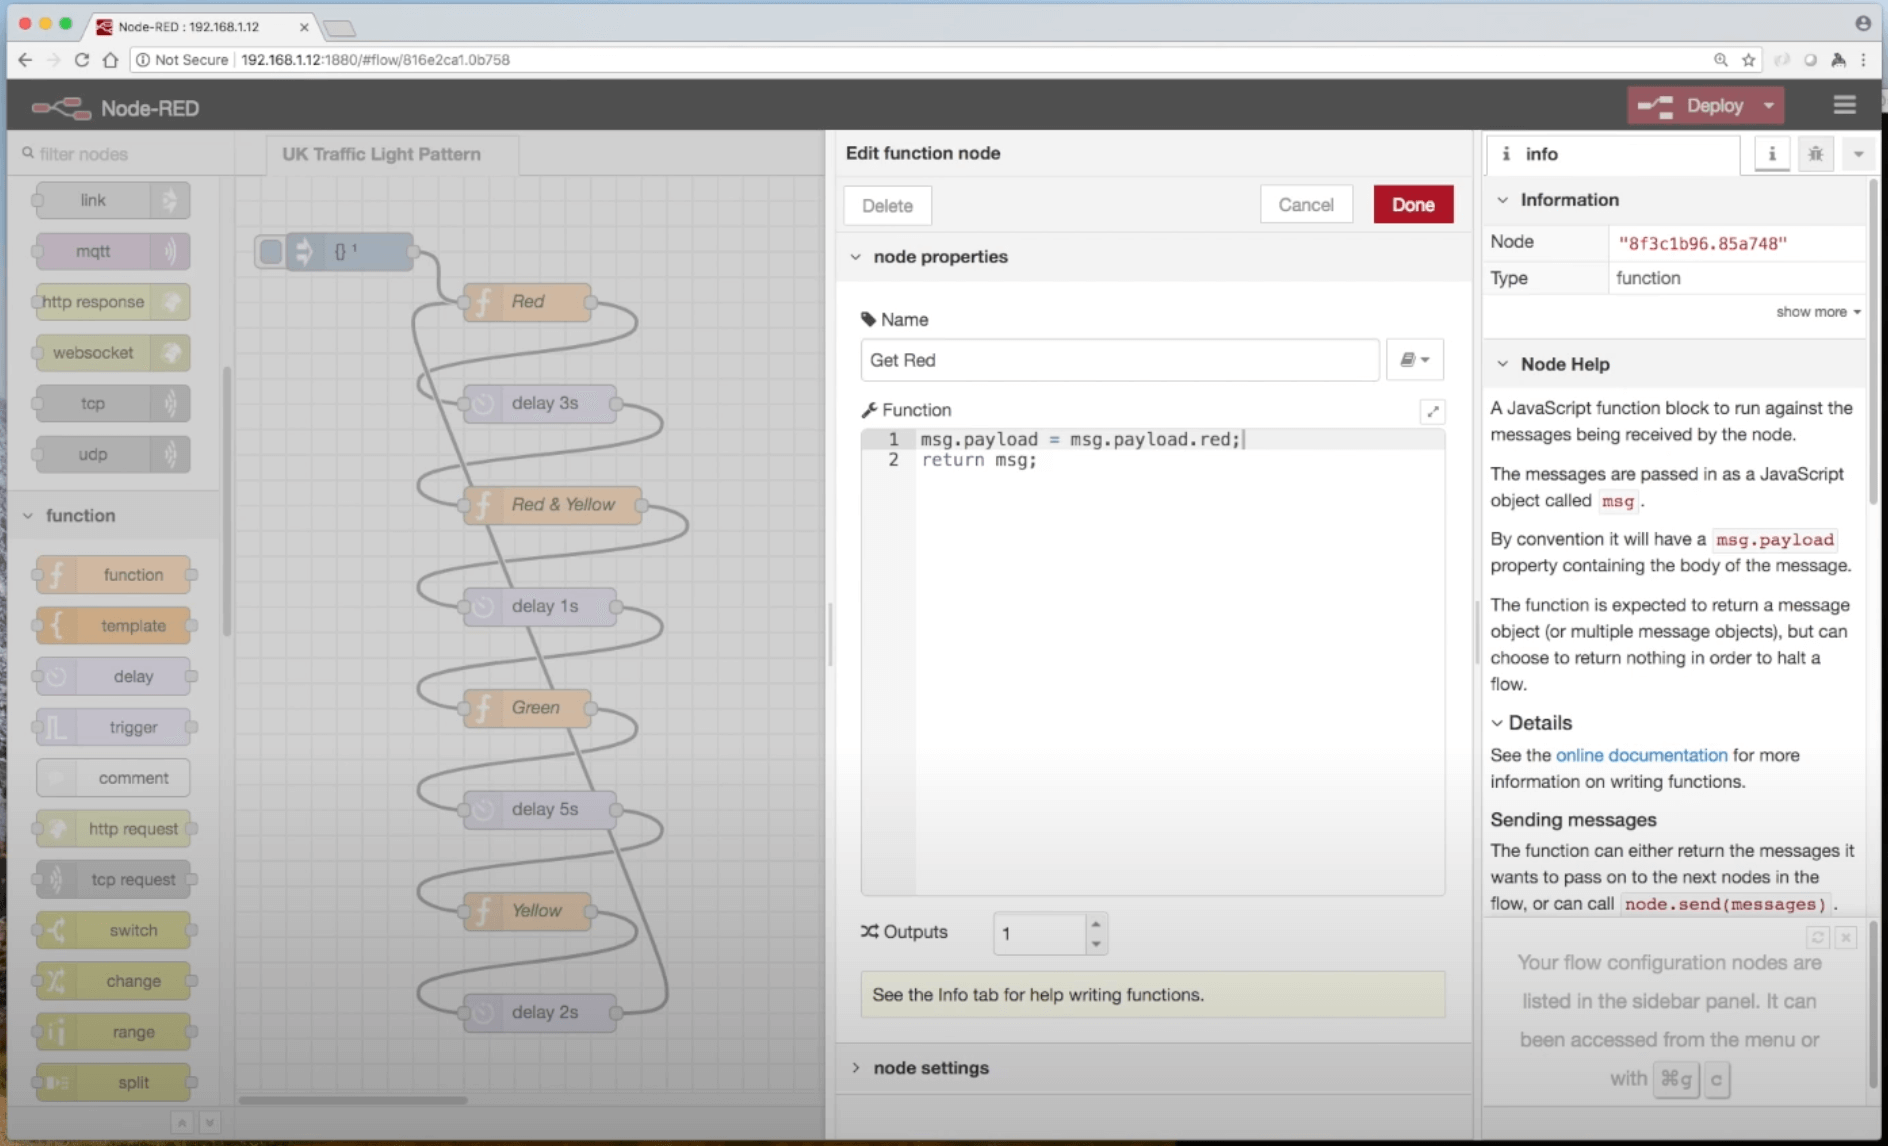 Node-RED : 192.168.1.12
Not Secure 192.168.1.12:1880/#flow/816e2ca1.0b758
Node-RED
Deploy
filter nodes
link
mqtt
http response
websocket
tcp
udp
function
function
template
delay
trigger
comment
http request
tcp request
switch
change
range
split
UK Traffic Light Pattern
{} ¹
Red
delay 3s
Red & Yellow
delay 1s
Green
delay 5s
Yellow
delay 2s
Edit function node
Delete
Cancel
Done
node properties
Name
Get Red
Function
1 msg.payload = msg.payload.red;
2 return msg;
Outputs
1
See the Info tab for help writing functions.
node settings
i info
i
Information
Node "8f3c1b96.85a748"
Type function
show more
Node Help
A JavaScript function block to run against the
messages being received by the node.
The messages are passed in as a JavaScript
object called msg .
By convention it will have a msg.payload
property containing the body of the message.
The function is expected to return a message
object (or multiple message objects), but can
choose to return nothing in order to halt a
flow.
Details
See the online documentation for more
information on writing functions.
Sending messages
The function can either return the messages it
wants to pass on to the next nodes in the
flow, or can call node.send(messages) .
Your flow configuration nodes are
listed in the sidebar panel. It can
been accessed from the menu or
with ⌘g c